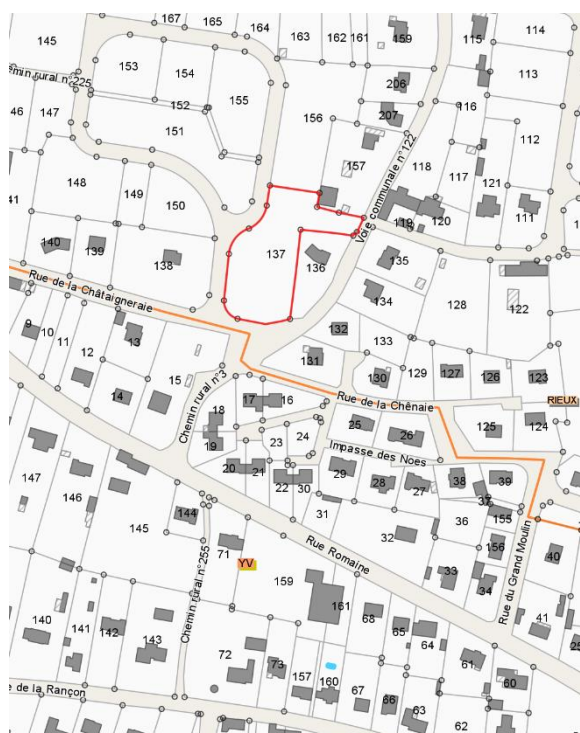 167 165 164 163 162 161 159 115 114
145 153 154 155 206 113
Chemin rural n°225
46 147 152 156 207 116 112
151 157 118 117
148 149 150 121 111
41 119 120
Voie communale n°122
140 139 138 137 136 135
Rue de la Châtaigneraie
134 128 122
9 10 11 12 13 132 133
14 15 131 130 129 127 126 123
Chemin rural n°3
Rue de la Chênaie
RIEUX
17 16 18 19 25 26 125 124
23 24
Impasse des Noes
20 21 22 30 29 28 27 38 39 37
147 146 145 144 31 32 36 155 156 40
Rue Romaine
Rue du Grand Moulin
71 YV 159 161 33 34 41
Chemin rural n°255
140 141 142 143 68 65 64 61 60 25
72 73 157 160 67 66 63 62
e de la Rançon